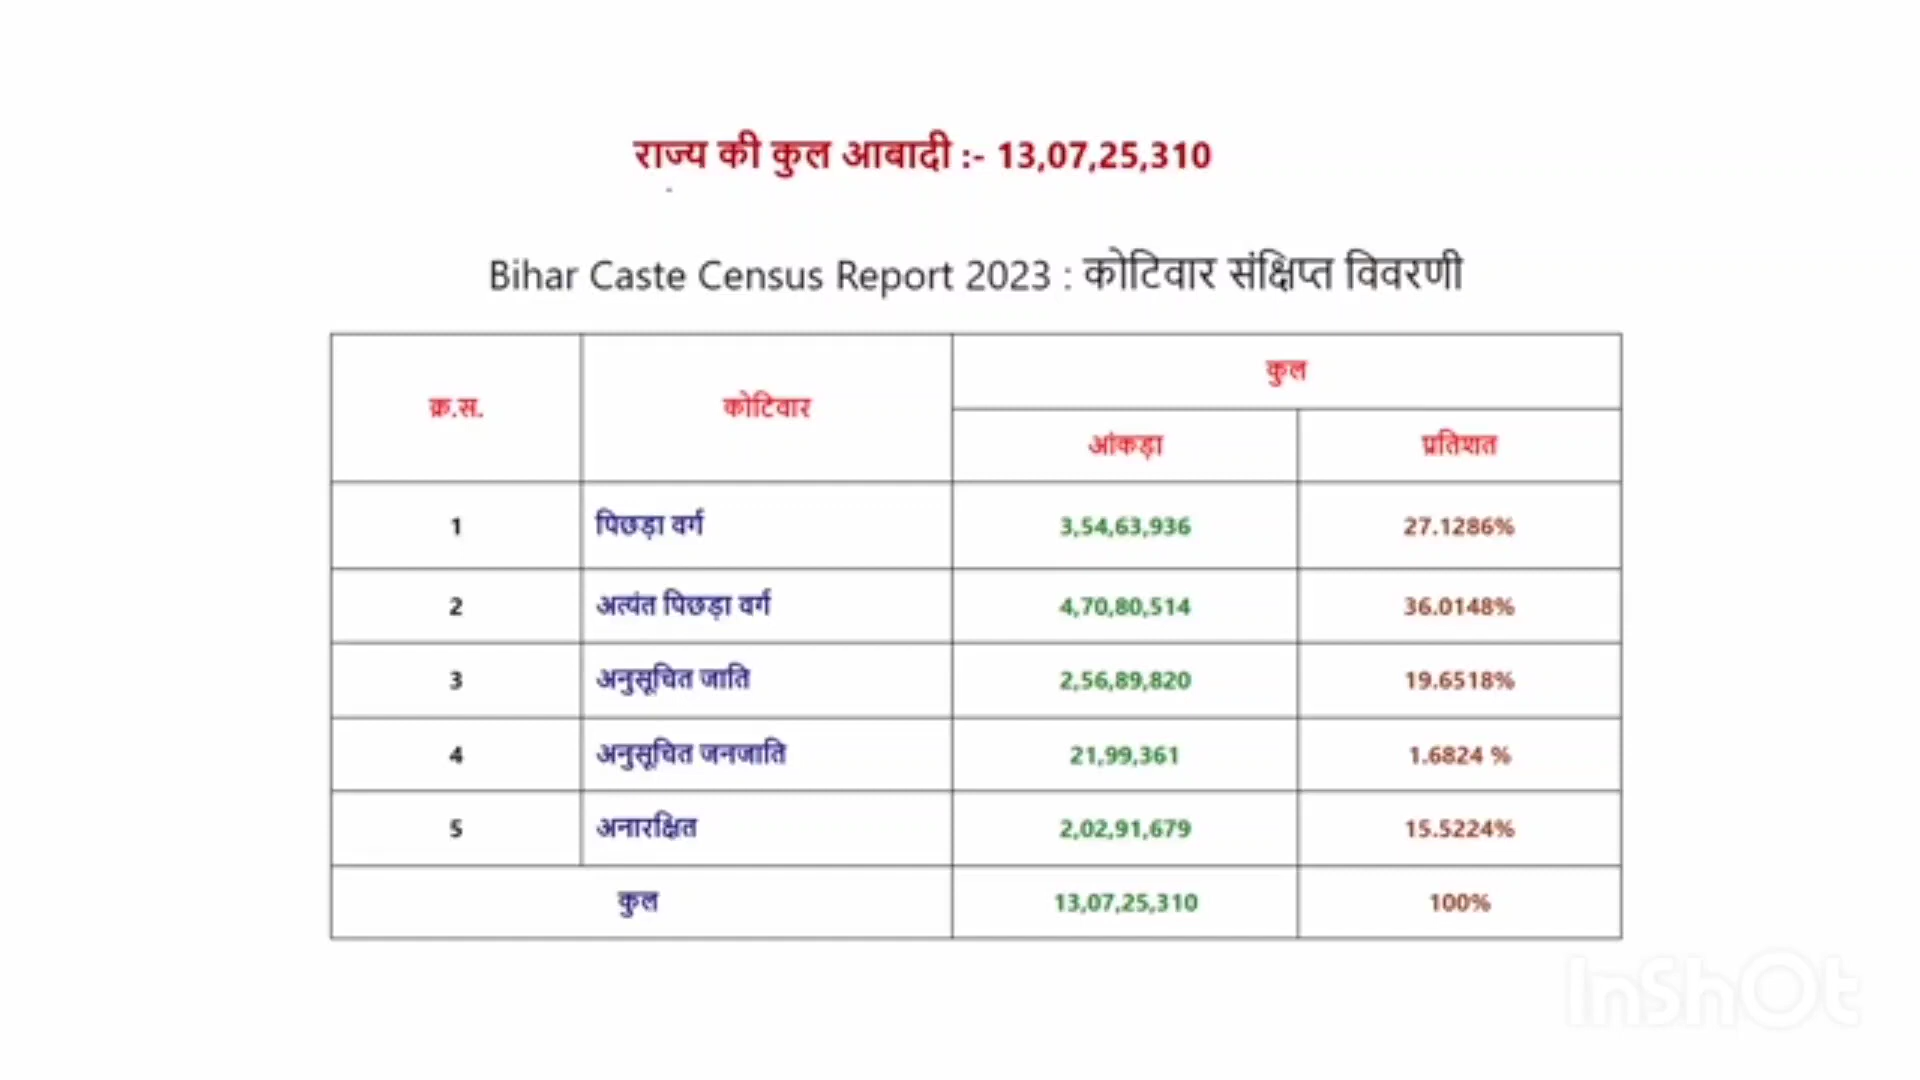 राज्य की कुल आबादी :- 13,07,25,310
Bihar Caste Census Report 2023 : कोटिवार संक्षिप्त विवरणी
क्र.स. कोटिवार कुल
आंकड़ा प्रतिशत
1 पिछड़ा वर्ग 3,54,63,936 27.1286%
2 अत्यंत पिछड़ा वर्ग 4,70,80,514 36.0148%
3 अनुसूचित जाति 2,56,89,820 19.6518%
4 अनुसूचित जनजाति 21,99,361 1.6824 %
5 अनारक्षित 2,02,91,679 15.5224%
कुल 13,07,25,310 100%
InShOt